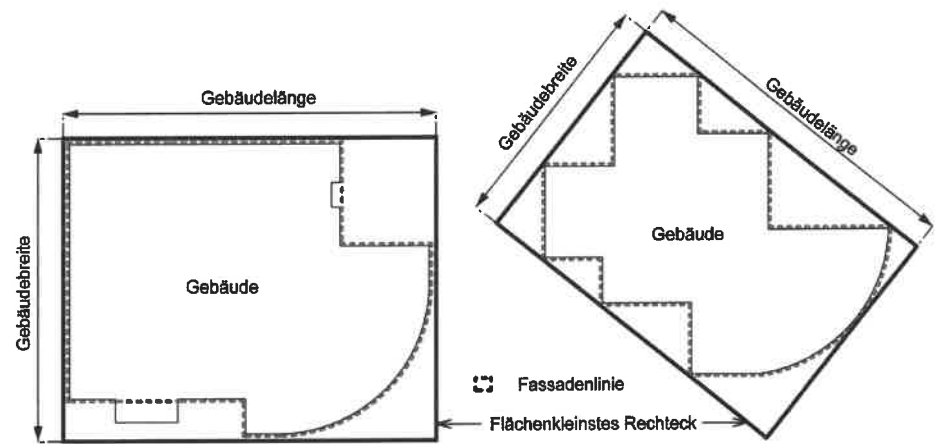 Gebäudelänge
Gebäudebreite
Gebäude
Gebäudebreite
Gebäudelänge
Gebäude
Fassadenlinie
Flächenkleinstes Rechteck